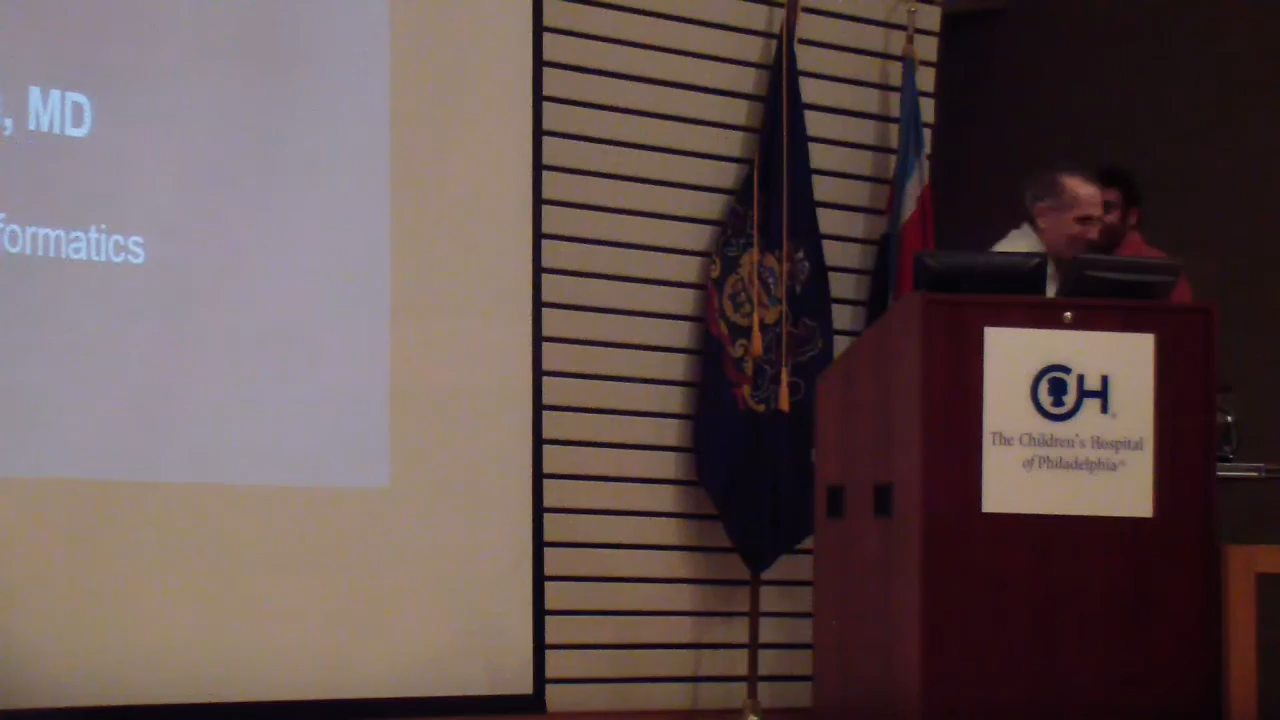 , MD
formatics
CH
The Children's Hospital
of Philadelphia®